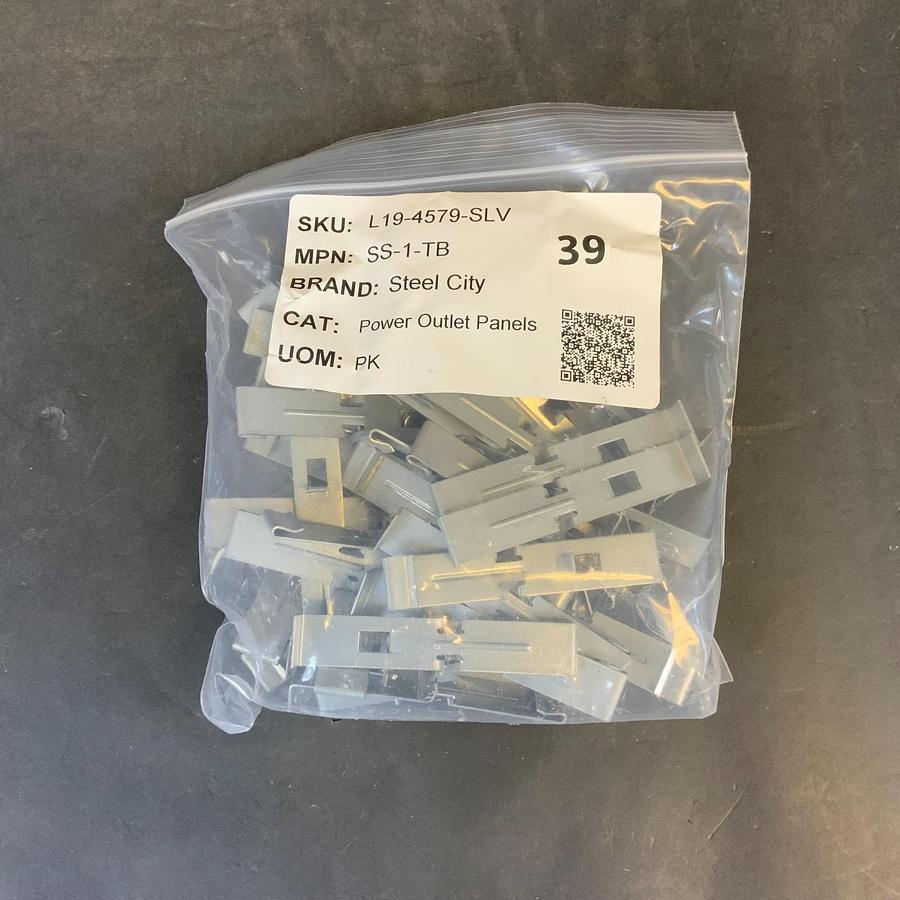 SKU: L19-4579-SLV
MPN: SS-1-TB
39
BRAND: Steel City
CAT: Power Outlet Panels
UOM: PK